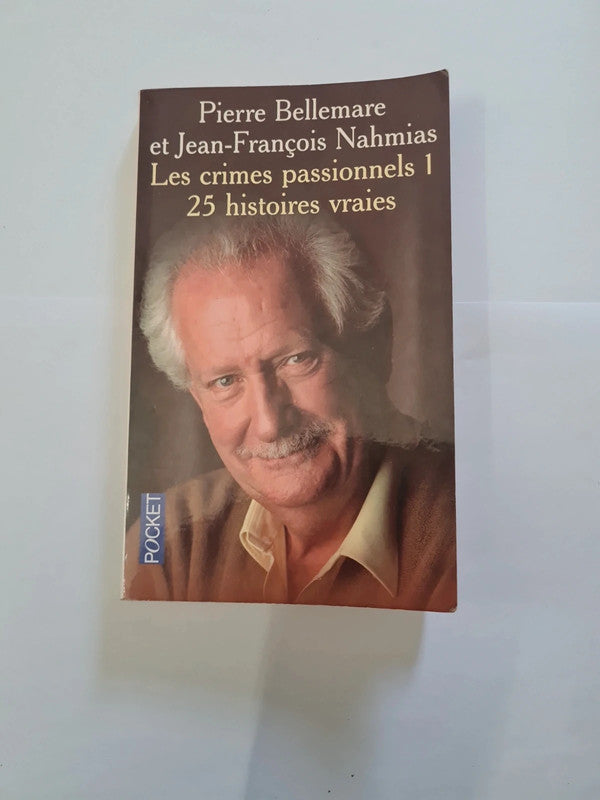 Pierre Bellemare
et Jean-François Nahmias
Les crimes passionnels 1
25 histoires vraies
POCKET